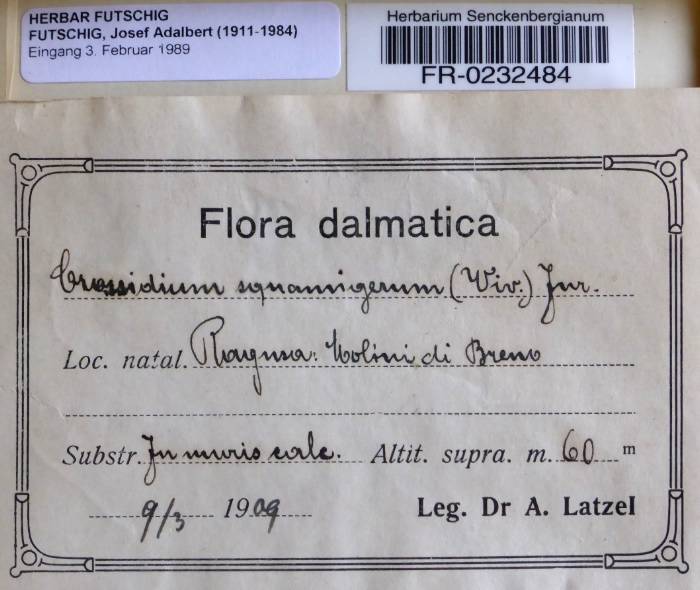 HERBAR FUTSCHIG
FUTSCHIG, Josef Adalbert (1911-1984)
Eingang 3. Februar 1989
Herbarium Senckenbergianum
FR-0232484
Flora dalmatica
Crossidium squamigerum (Viv.) Jur.
Loc. natal. Ragusa: Molini di Breno
Substr. In muris calc. Altit. supra. m. 60 m
9/3 1909 Leg. Dr A. Latzel